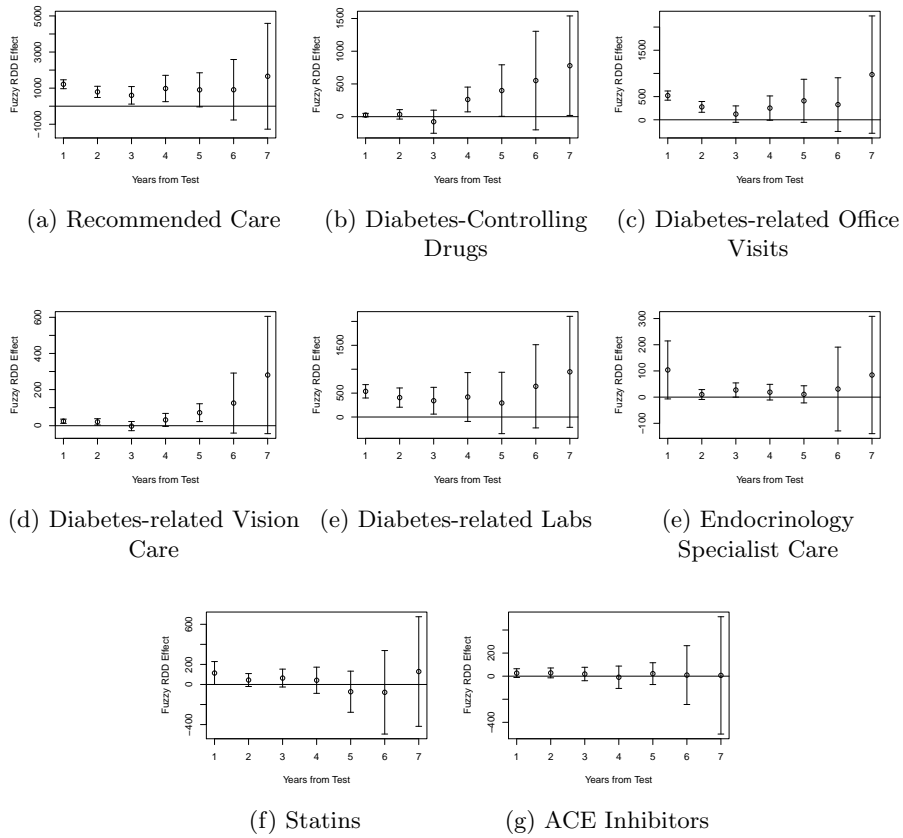 Fuzzy RDD Effect
-1000 1000 3000 5000
1 2 3 4 5 6 7
Years from Test
(a) Recommended Care
Fuzzy RDD Effect
0 500 1000 1500
1 2 3 4 5 6 7
Years from Test
(b) Diabetes-Controlling
Drugs
Fuzzy RDD Effect
0 500 1500
1 2 3 4 5 6 7
Years from Test
(c) Diabetes-related Office
Visits
Fuzzy RDD Effect
0 200 400 600
1 2 3 4 5 6 7
Years from Test
(d) Diabetes-related Vision
Care
Fuzzy RDD Effect
0 500 1500
1 2 3 4 5 6 7
Years from Test
(e) Diabetes-related Labs
Fuzzy RDD Effect
-100 0 100 200 300
1 2 3 4 5 6 7
Years from Test
(e) Endocrinology
Specialist Care
Fuzzy RDD Effect
-400 0 200 600
1 2 3 4 5 6 7
Years from Test
(f) Statins
Fuzzy RDD Effect
-400 0 200
1 2 3 4 5 6 7
Years from Test
(g) ACE Inhibitors